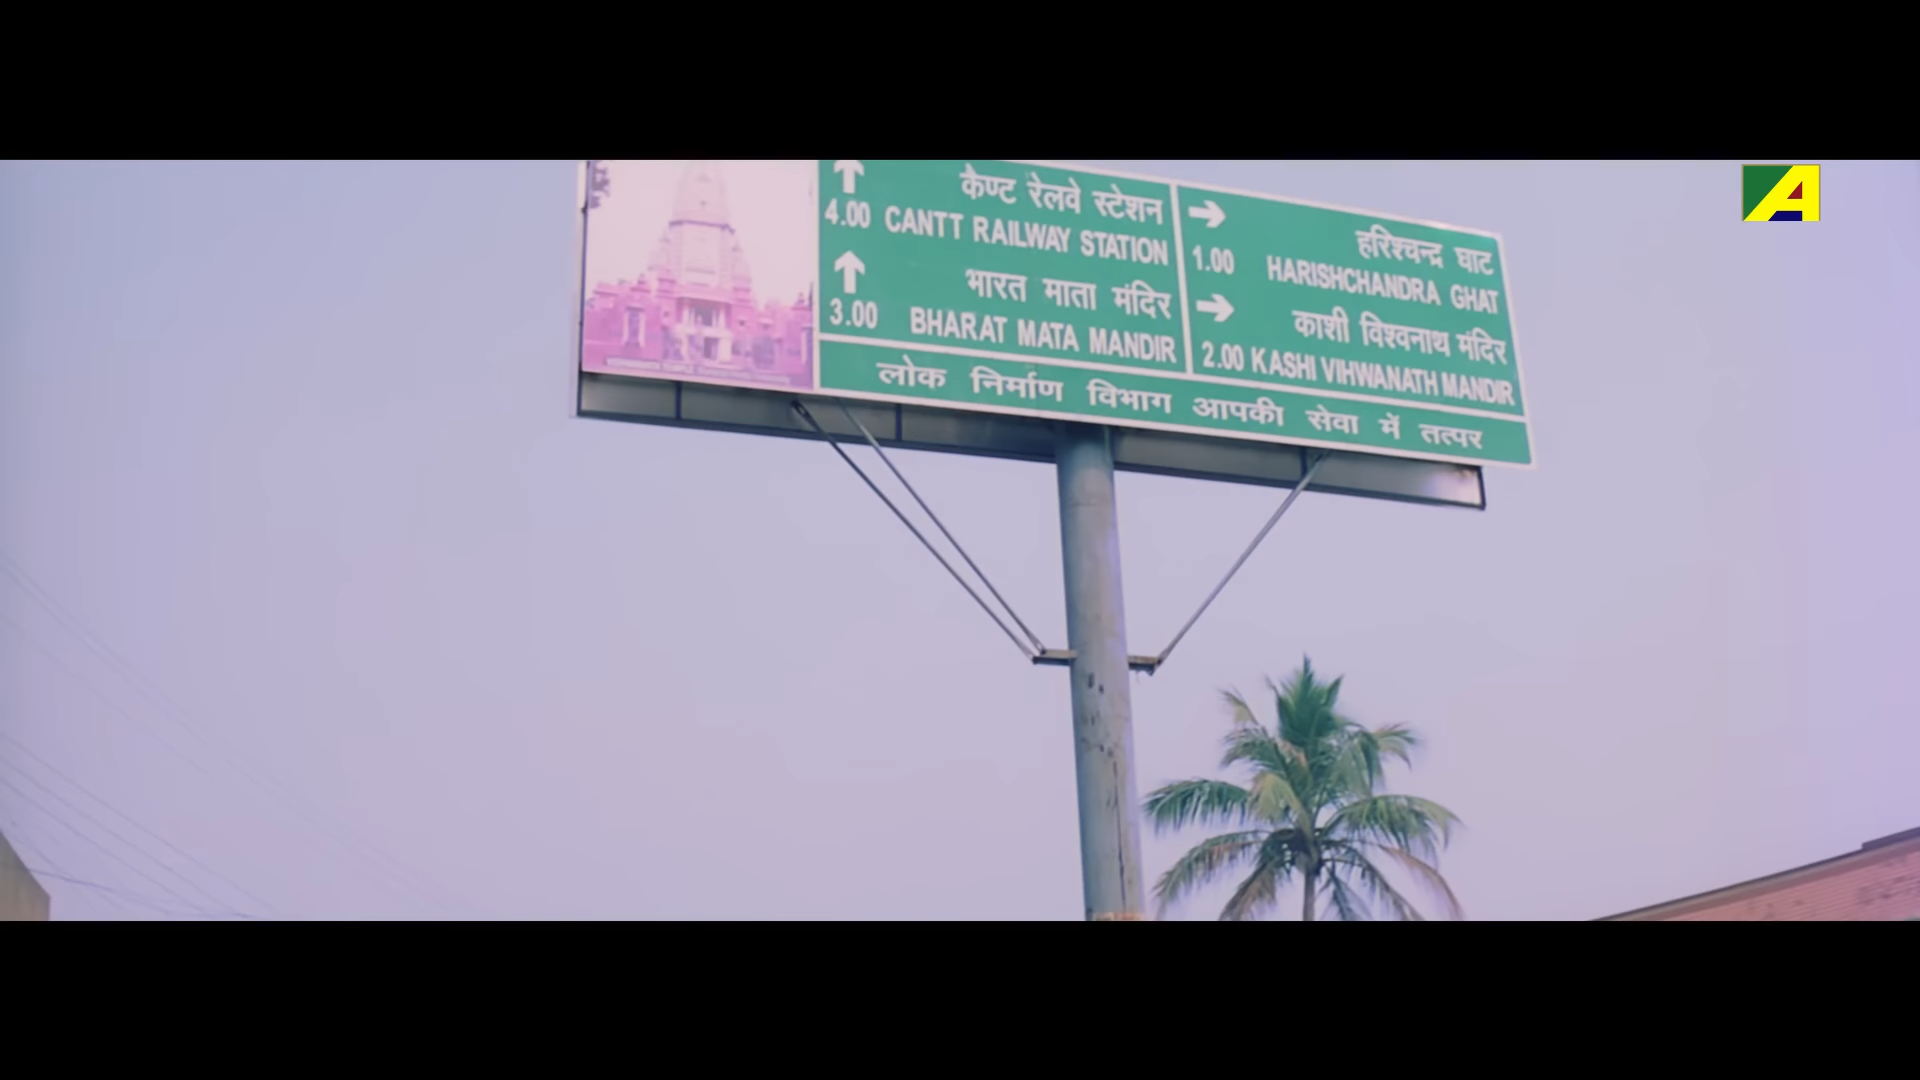 कैण्ट रेलवे स्टेशन
4.00 CANTT RAILWAY STATION
भारत माता मंदिर
3.00 BHARAT MATA MANDIR
हरिश्चन्द्र घाट
1.00 HARISHCHANDRA GHAT
काशी विश्वनाथ मंदिर
2.00 KASHI VIHWANATH MANDIR
लोक निर्माण विभाग आपकी सेवा में तत्पर
A